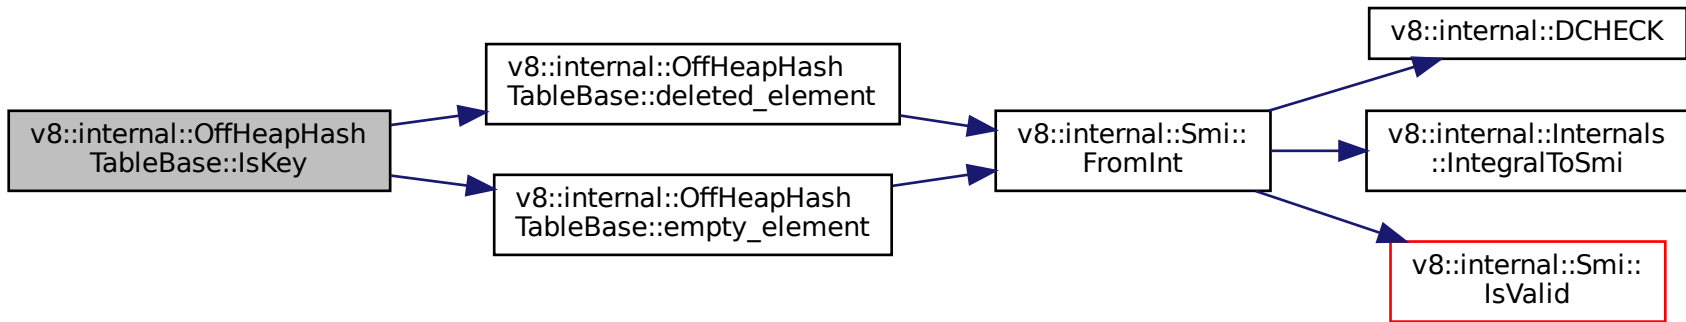 v8::internal::OffHeapHash
TableBase::IsKey
v8::internal::OffHeapHash
TableBase::deleted_element
v8::internal::OffHeapHash
TableBase::empty_element
v8::internal::Smi::
FromInt
v8::internal::DCHECK
v8::internal::Internals
::IntegralToSmi
v8::internal::Smi::
IsValid